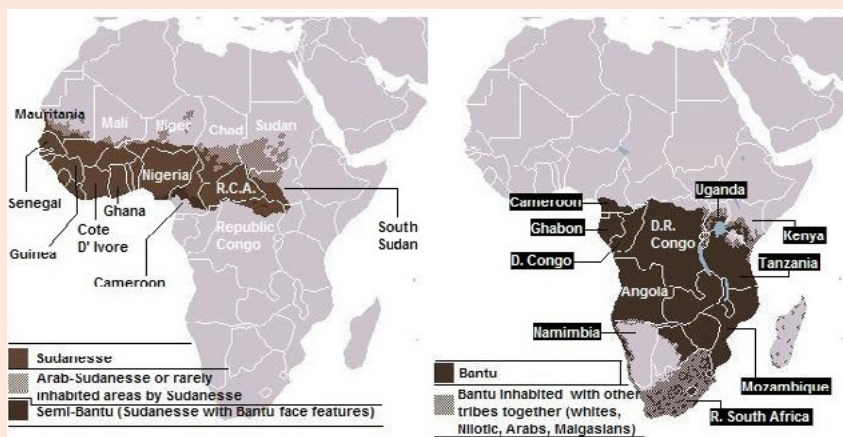 Mauritania
Mali
Niger
Chad
Sudan
Nigeria
R.C.A.
Senegal
Ghana
Guinea
Cote
D' Ivore
Cameroon
Republic
Congo
South
Sudan
Sudanesse
Arab-Sudanesse or rarely
inhabited areas by Sudanesse
Semi-Bantu (Sudanesse with Bantu face features)
Uganda
Cameroon
Ghabon
D.R.
Congo
Kenya
D. Congo
Tanzania
Angola
Namimbia
Mozambique
R. South Africa
Bantu
Bantu inhabited with other
tribes together (whites,
Nilotic, Arabs, Malgasians)